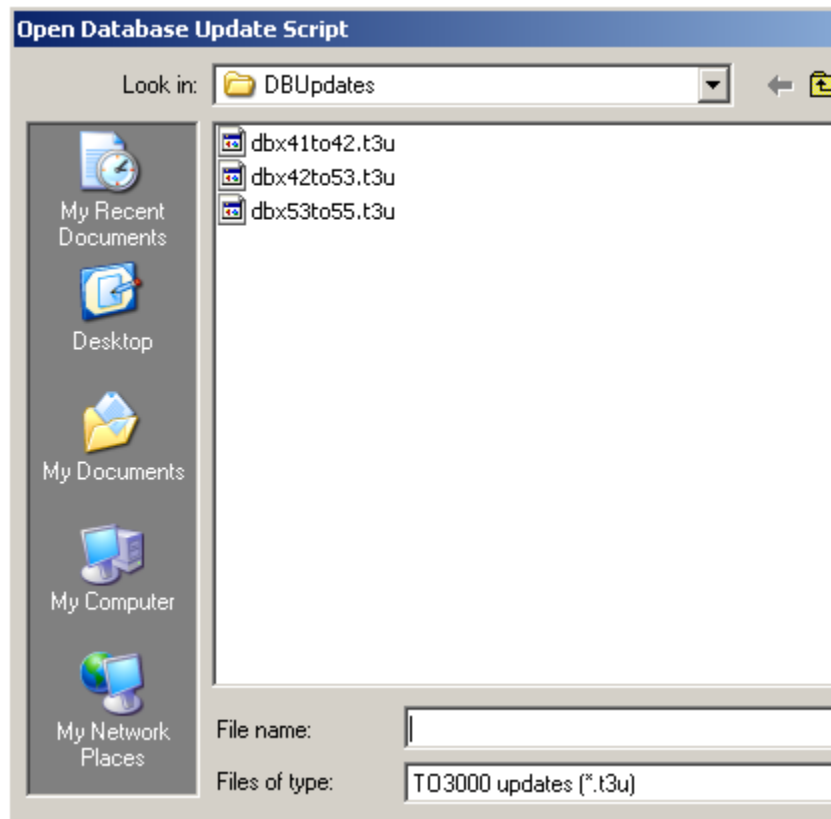 Open Database Update Script
Look in:
DBUpdates
dbx41to42.t3u
dbx42to53.t3u
dbx53to55.t3u
My Recent
Documents
Desktop
My Documents
My Computer
My Network
Places
File name:
Files of type:
TO3000 updates (*.t3u)